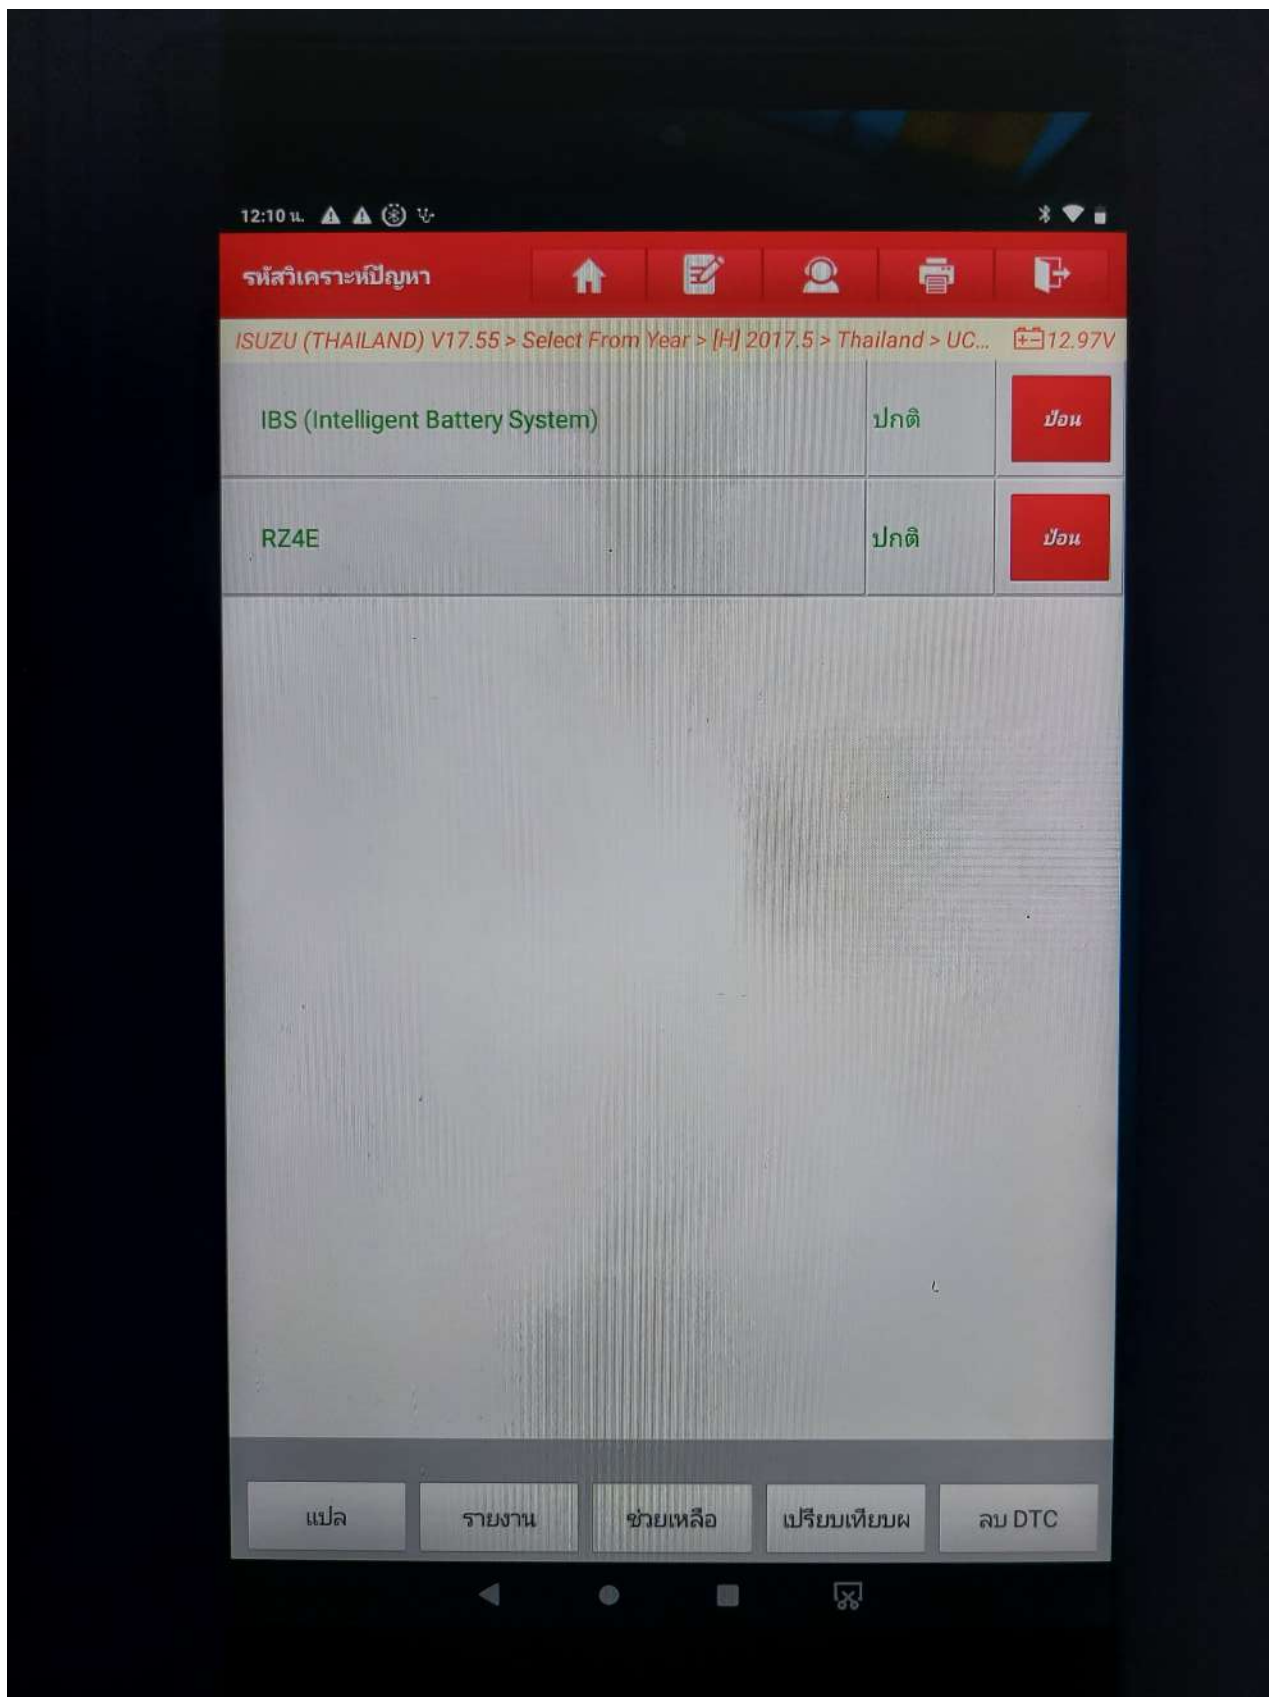 12:10 น.
รหัสวิเคราะห์ปัญหา
ISUZU (THAILAND) V17.55 > Select From Year > [H] 2017.5 > Thailand > UC... 12.97V
IBS (Intelligent Battery System) ปกติ ป้อน
RZ4E ปกติ ป้อน
แปล รายงาน ช่วยเหลือ เปรียบเทียบผ ลบ DTC